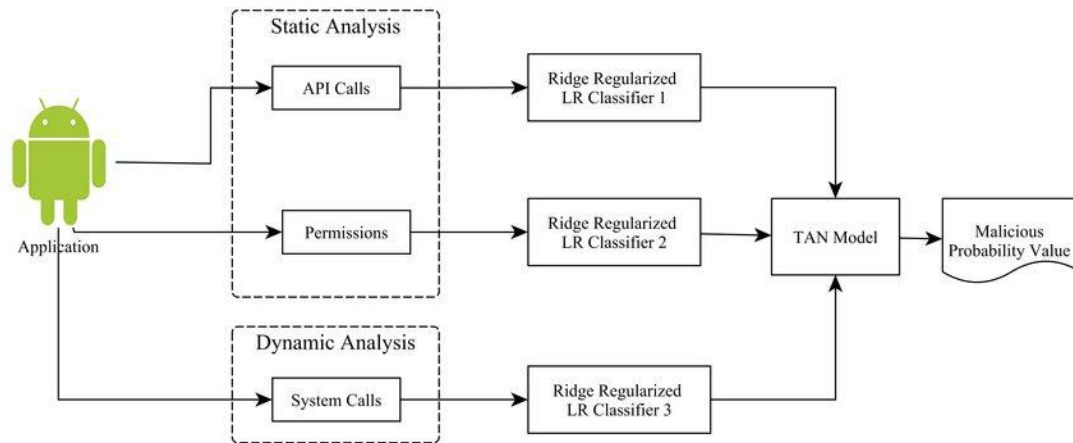 Static Analysis
API Calls
Ridge Regularized
LR Classifier 1
Application
Permissions
Ridge Regularized
LR Classifier 2
TAN Model
Malicious
Probability Value
Dynamic Analysis
System Calls
Ridge Regularized
LR Classifier 3